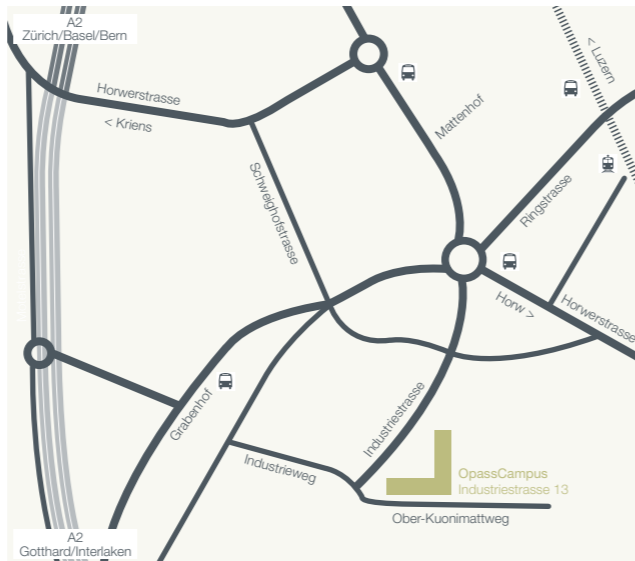 A2
Zürich/Basel/Bern
Horwerstrasse
< Kriens
Mattenhof
< Luzern
Schweighofstrasse
Ringstrasse
Horw >
Horwerstrasse
Grabenhof
Industriestrasse
Industrieweg
OpassCampus
Industriestrasse 13
Ober-Kuonimattweg
A2
Gotthard/Interlaken